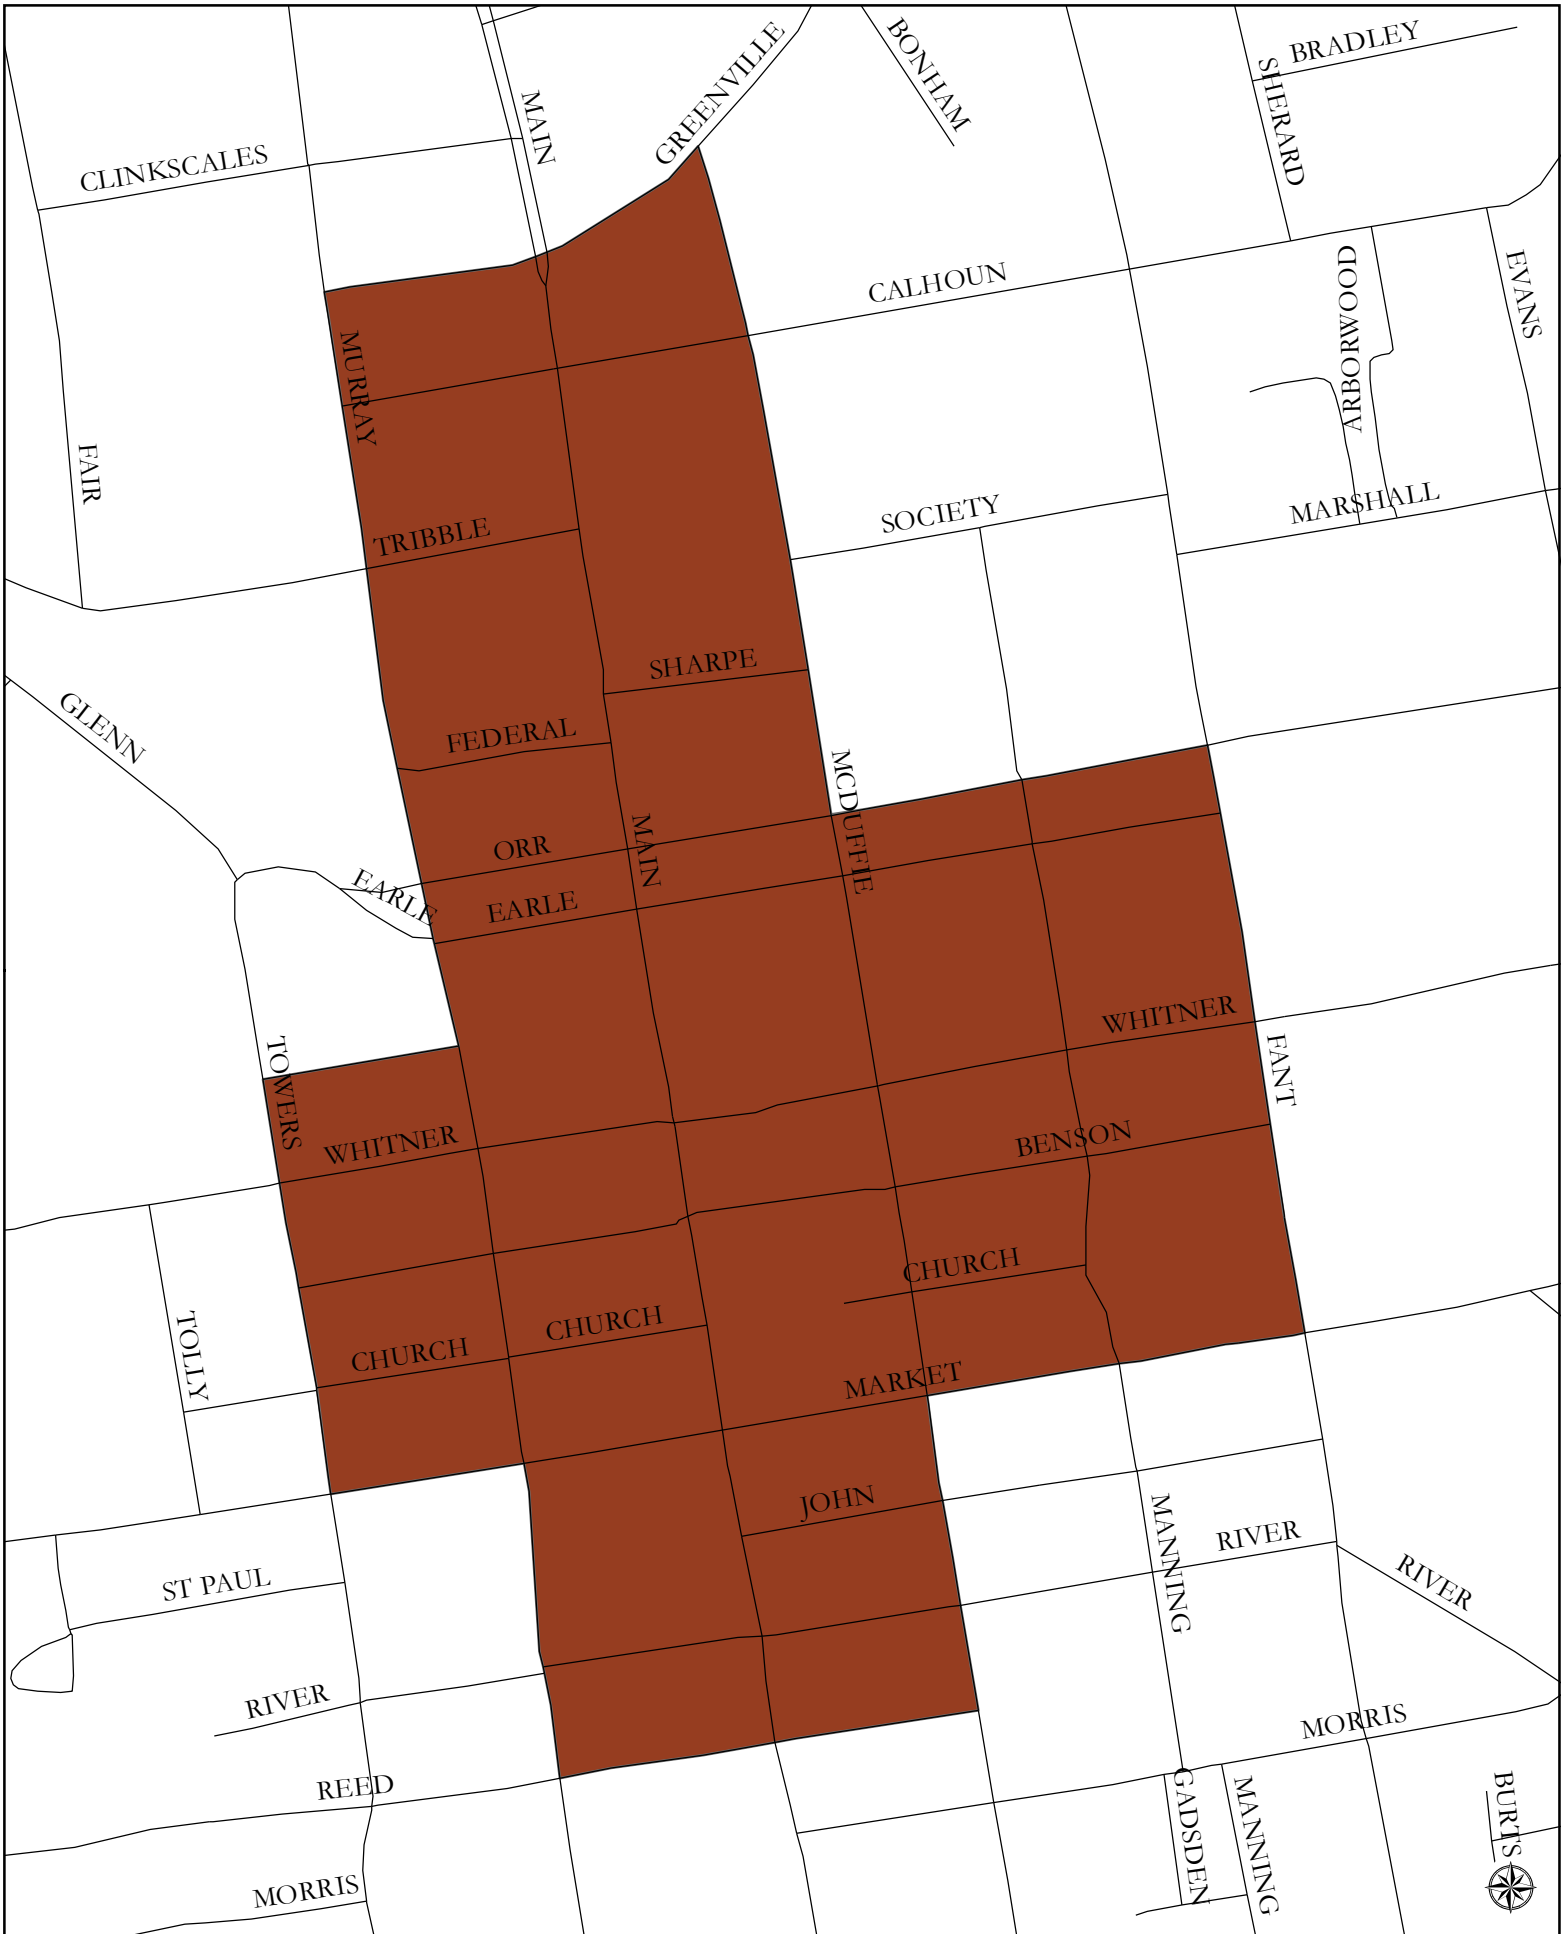 BRADLEY
GREENVILLE
BONHAM
SHERARD
MAIN
CLINKSCALES
CALHOUN
ARBORWOOD
EVANS
MURRAY
FAIR
TRIBBLE
SOCIETY
MARSHALL
SHARPE
GLENN
FEDERAL
MCDUFFIE
MAIN
ORR
EARLE
EARLE
WHITNER
FANT
TOWERS
WHITNER
BENSON
CHURCH
TOLLY
CHURCH
CHURCH
MARKET
JOHN
MANNING
RIVER
ST PAUL
RIVER
RIVER
MORRIS
REED
GADSDEN
MANNING
BURTS
MORRIS